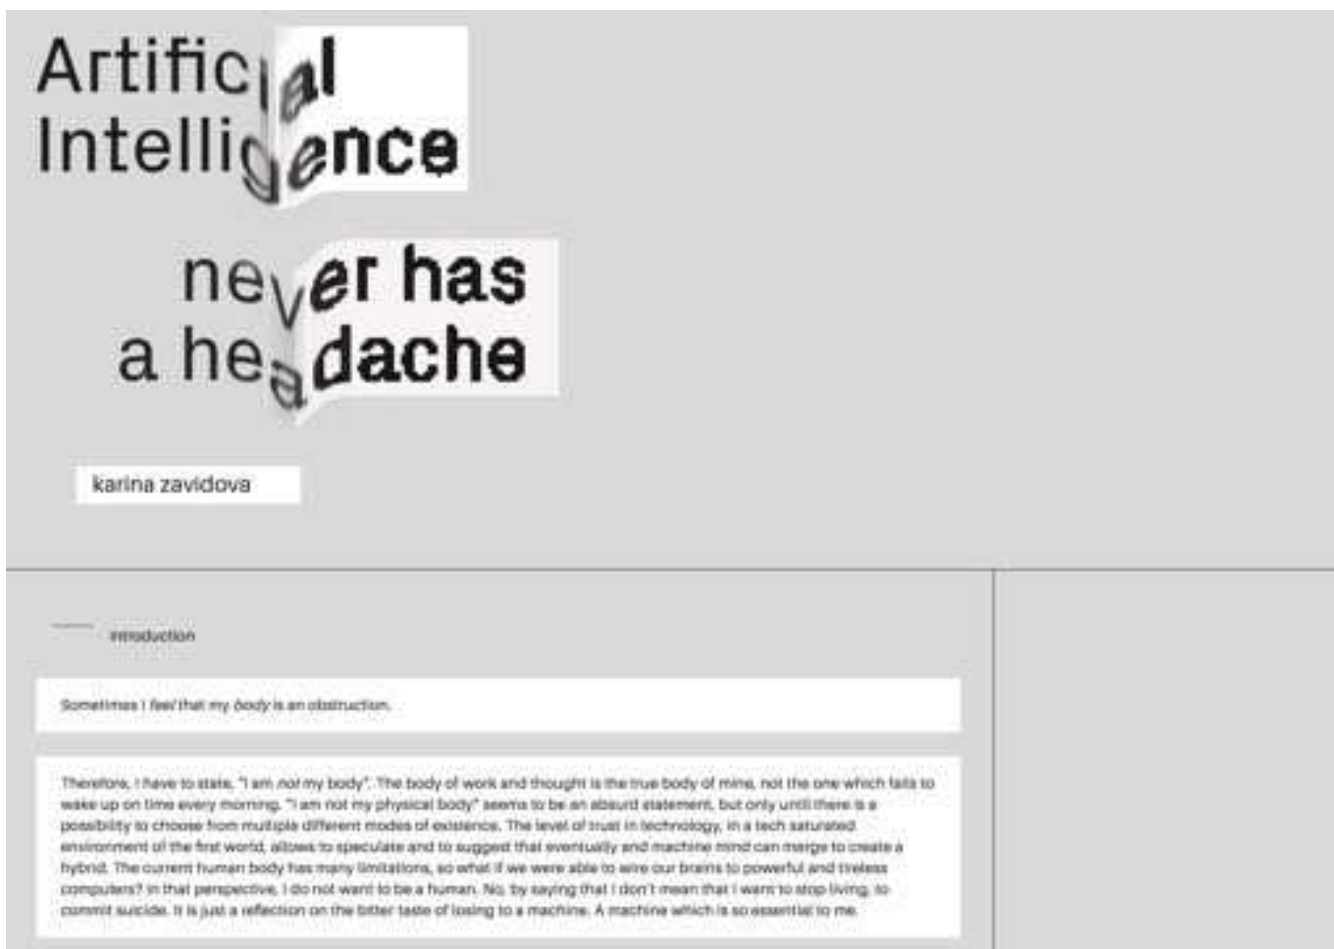 Artificial
Intelligence
never has
a headache
karina zavidova
introduction
Sometimes I feel that my body is an obstruction.
Therefore, I have to state, "I am not my body". The body of work and thought is the true body of mine, not the one which fails to
wake up on time every morning. "I am not my physical body" seems to be an absurd statement, but only until there is a
possibility to choose from multiple different modes of existence. The level of trust in technology, in a tech saturated
environment of the first world, allows to speculate and to suggest that eventually and machine mind can merge to create a
hybrid. The current human body has many limitations, so what if we were able to wire our brains to powerful and tireless
computers? In that perspective, I do not want to be a human. No, by saying that I don't mean that I want to stop living, to
commit suicide. It is just a reflection on the bitter taste of losing to a machine. A machine which is so essential to me.